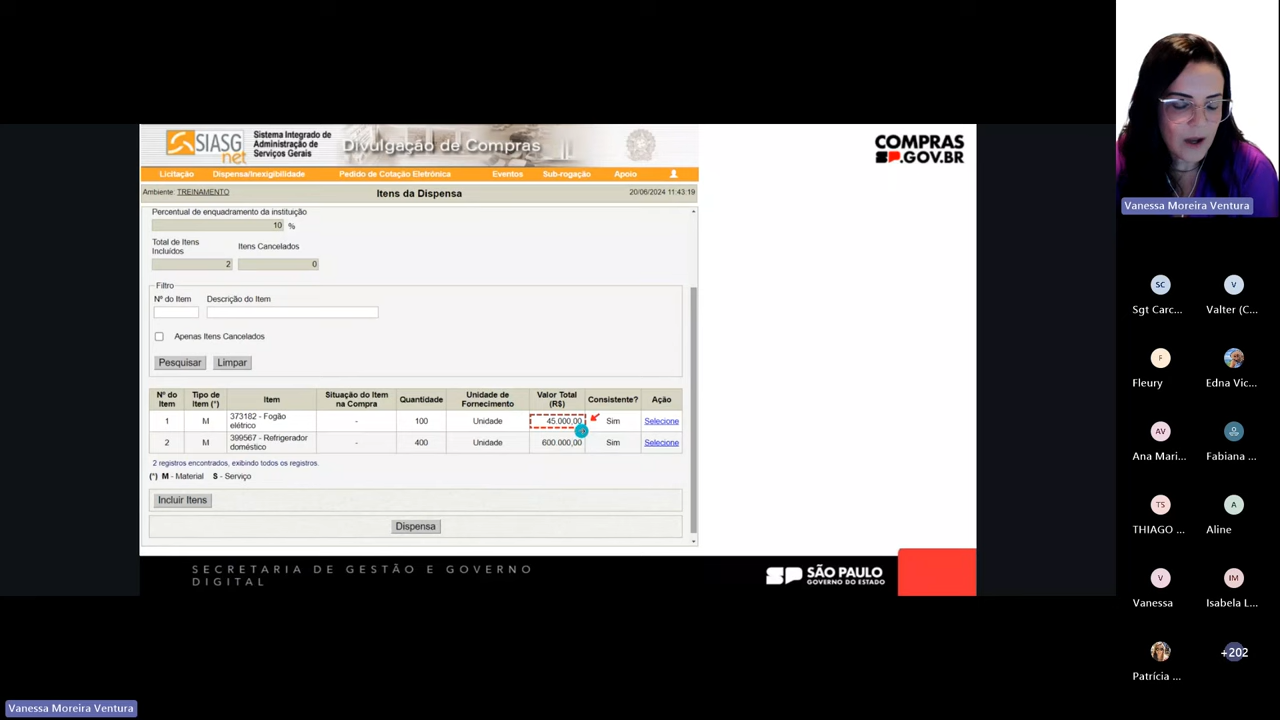 SIASG
net
Sistema Integrado de
Administração de
Serviços Gerais
Divulgação de Compras
COMPRAS
.GOV.BR
Licitação Dispensa/Inexigibilidade Pedido de Cotação Eletrônica Eventos Sub-rogação Apoio
Ambiente: TREINAMENTO Itens da Dispensa 20/06/2024 11:43:19
Percentual de enquadramento da instituição
10 %
Total de Itens
Incluídos
Itens Cancelados
2 0
Filtro
Nº do Item Descrição do Item
Apenas Itens Cancelados
Pesquisar Limpar
Nº do
Item
Tipo de
Item (*)
Item
Situação do Item
na Compra
Quantidade
Unidade de
Fornecimento
Valor Total
(R$)
Consistente?
Ação
1 M 373182 - Fogão
elétrico
- 100 Unidade 45.000,00 Sim Selecione
2 M 399567 - Refrigerador
doméstico
- 400 Unidade 600.000,00 Sim Selecione
2 registros encontrados, exibindo todos os registros.
(*) M - Material S - Serviço
Incluir Itens
Dispensa
SECRETARIA DE GESTÃO E GOVERNO
DIGITAL
SP SÃO PAULO
GOVERNO DO ESTADO
Vanessa Moreira Ventura
SC V
Sgt Carc... Valter (C...
F
Fleury Edna Vic...
AV
Ana Mari... Fabiana ...
TS A
THIAGO ... Aline
V IM
Vanessa Isabela L...
+202
Patrícia ...
Vanessa Moreira Ventura